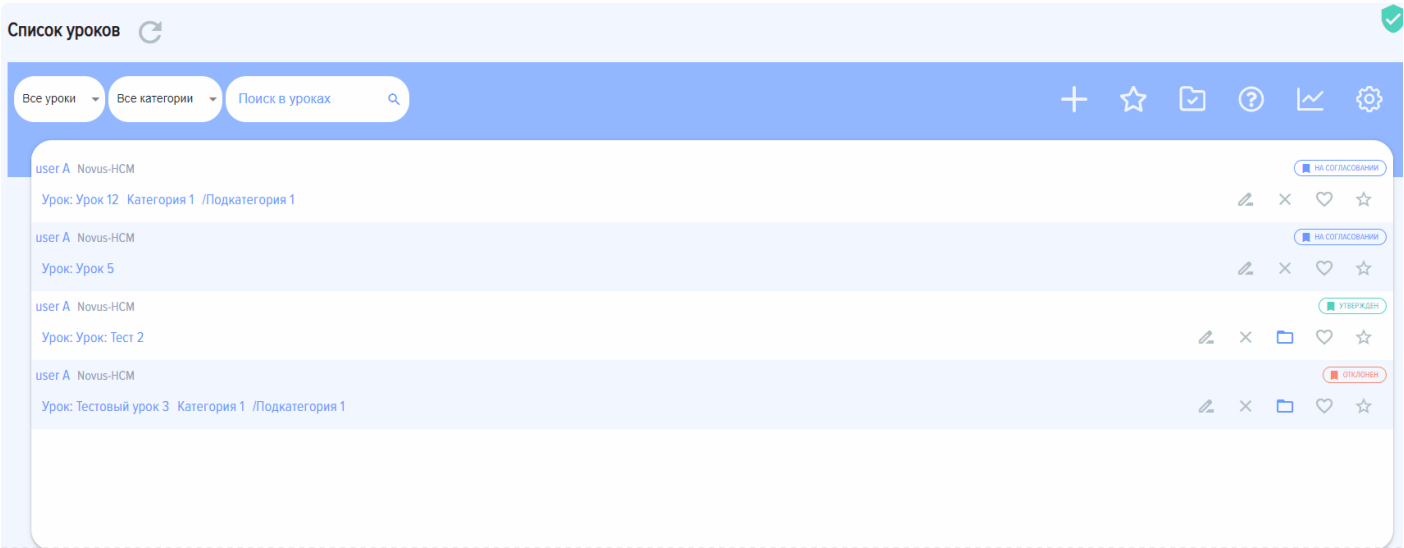 Список уроков
Все уроки Все категории Поиск в уроках
user A Novus-HCM НА СОГЛАСОВАНИИ
Урок: Урок 12 Категория 1 /Подкатегория 1
user A Novus-HCM НА СОГЛАСОВАНИИ
Урок: Урок 5
user A Novus-HCM УТВЕРЖДЕН
Урок: Урок: Тест 2
user A Novus-HCM ОТКЛОНЕН
Урок: Тестовый урок 3 Категория 1 /Подкатегория 1